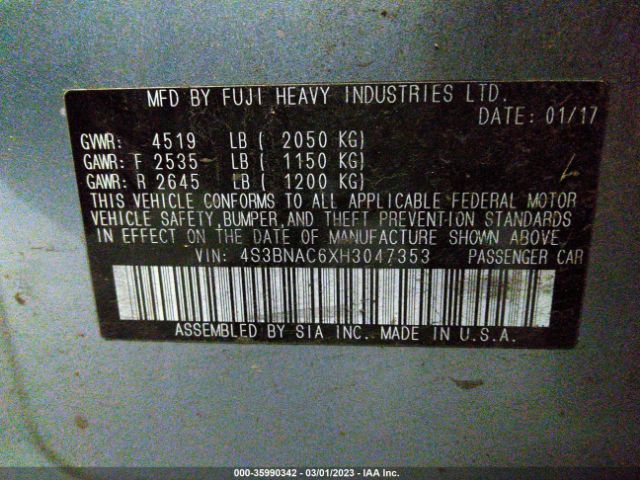 MFD BY FUJI HEAVY INDUSTRIES LTD.
DATE: 01/17
GVWR: 4519 LB ( 2050 KG)
GAWR: F 2535 LB ( 1150 KG)
GAWR: R 2645 LB ( 1200 KG)
THIS VEHICLE CONFORMS TO ALL APPLICABLE FEDERAL MOTOR
VEHICLE SAFETY, BUMPER, AND THEFT PREVENTION STANDARDS
IN EFFECT ON THE DATE OF MANUFACTURE SHOWN ABOVE.
VIN: 4S3BNAC6XH3047353 PASSENGER CAR
ASSEMBLED BY SIA INC. MADE IN U.S.A.
000-35990342 / 03/01/2023 - IAA Inc.